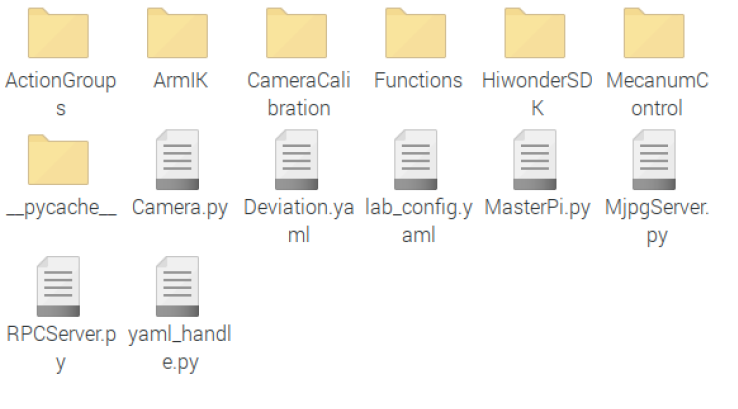 ActionGroup
s
ArmIK
CameraCali
bration
Functions
HiwonderSD
K
MecanumC
ontrol
__pycache__
Camera.py
Deviation.ya
ml
lab_config.y
aml
MasterPi.py
MjpgServer.
py
RPCServer.p
y
yaml_handl
e.py